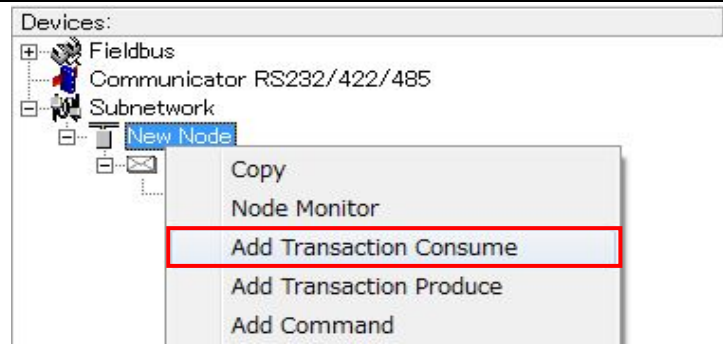 Devices:
Fieldbus
Communicator RS232/422/485
Subnetwork
New Node
Copy
Node Monitor
Add Transaction Consume
Add Transaction Produce
Add Command